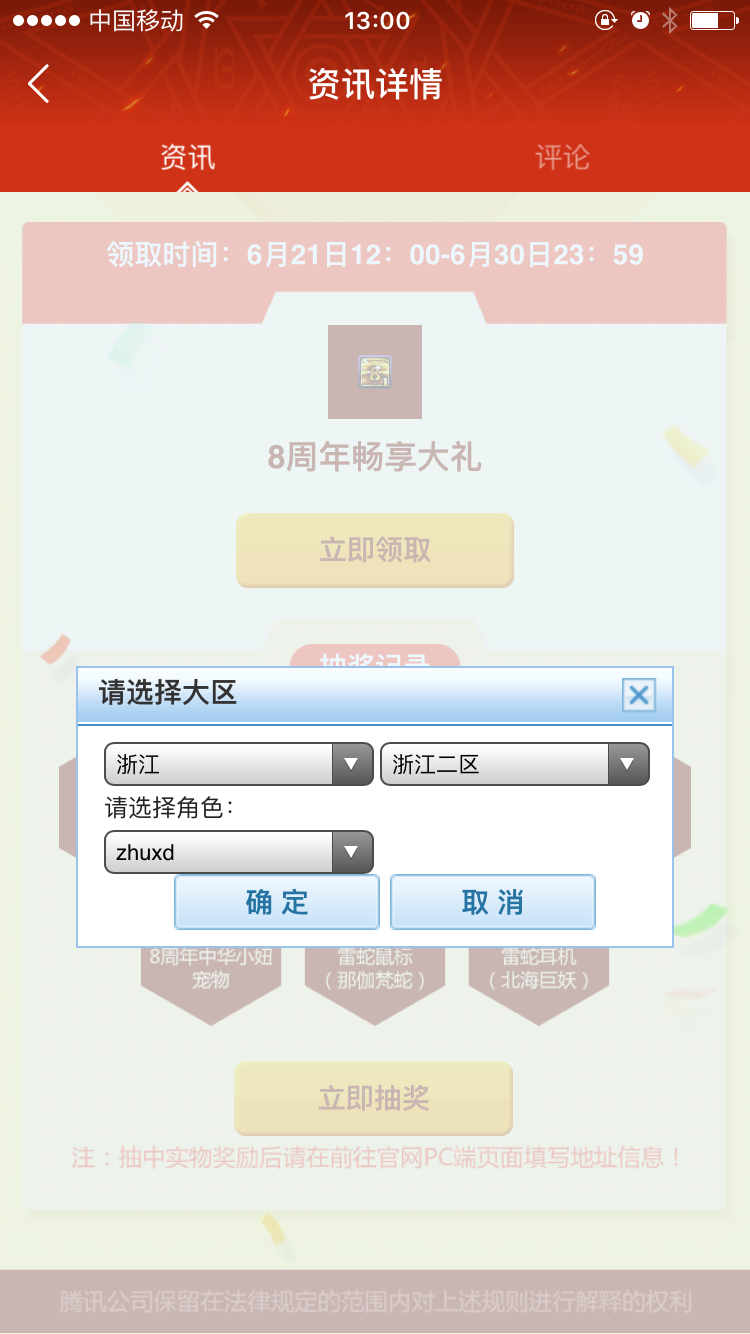 中国移动
13:00
资讯详情
资讯
评论
领取时间：6月21日12：00-6月30日23：59
8周年畅享大礼
立即领取
抽奖记录
请选择大区
浙江
浙江二区
请选择角色：
zhuxd
确 定
取 消
8周年中华小妞
宠物
雷蛇鼠标
（那伽梵蛇）
雷蛇耳机
（北海巨妖）
立即抽奖
注：抽中实物奖励后请在前往官网PC端页面填写地址信息！
腾讯公司保留在法律规定的范围内对上述规则进行解释的权利